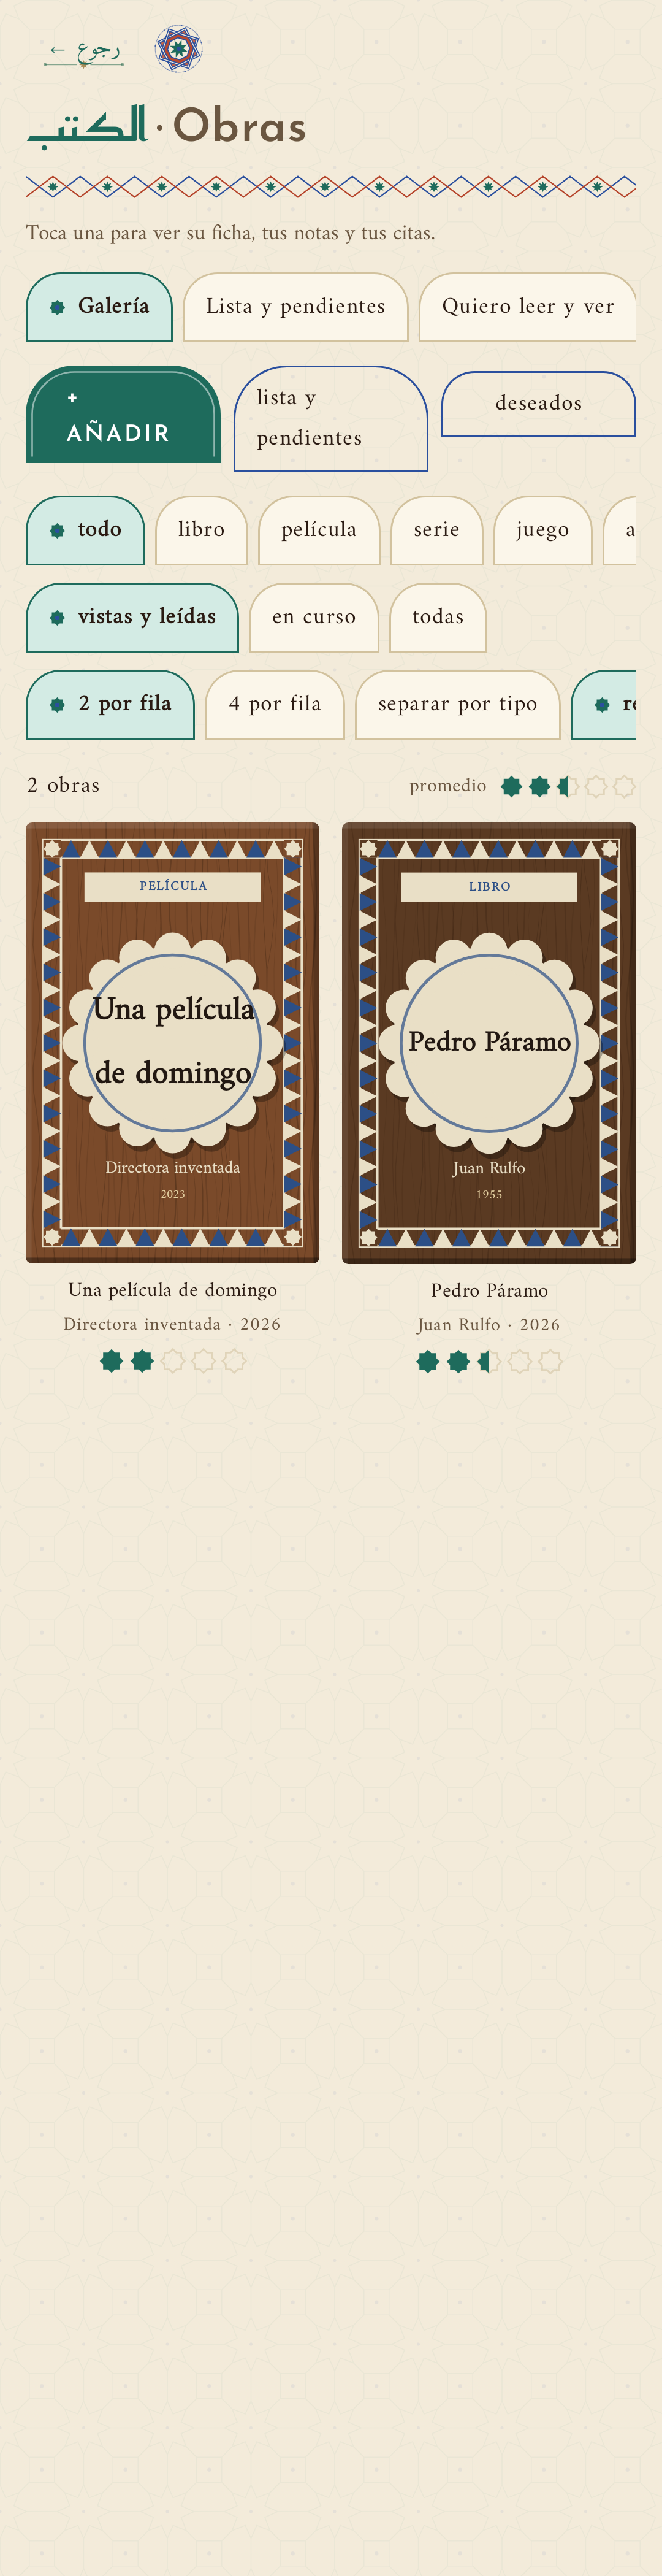 ← رجوع
الكتب · Obras
Toca una para ver su ficha, tus notas y tus citas.
Galería Lista y pendientes Quiero leer y ver
+ AÑADIR
lista y pendientes
deseados
todo libro película serie juego a
vistas y leídas en curso todas
2 por fila 4 por fila separar por tipo re
2 obras promedio
PELÍCULA
Una película
de domingo
Directora inventada
2023
LIBRO
Pedro Páramo
Juan Rulfo
1955
Una película de domingo
Directora inventada · 2026
Pedro Páramo
Juan Rulfo · 2026